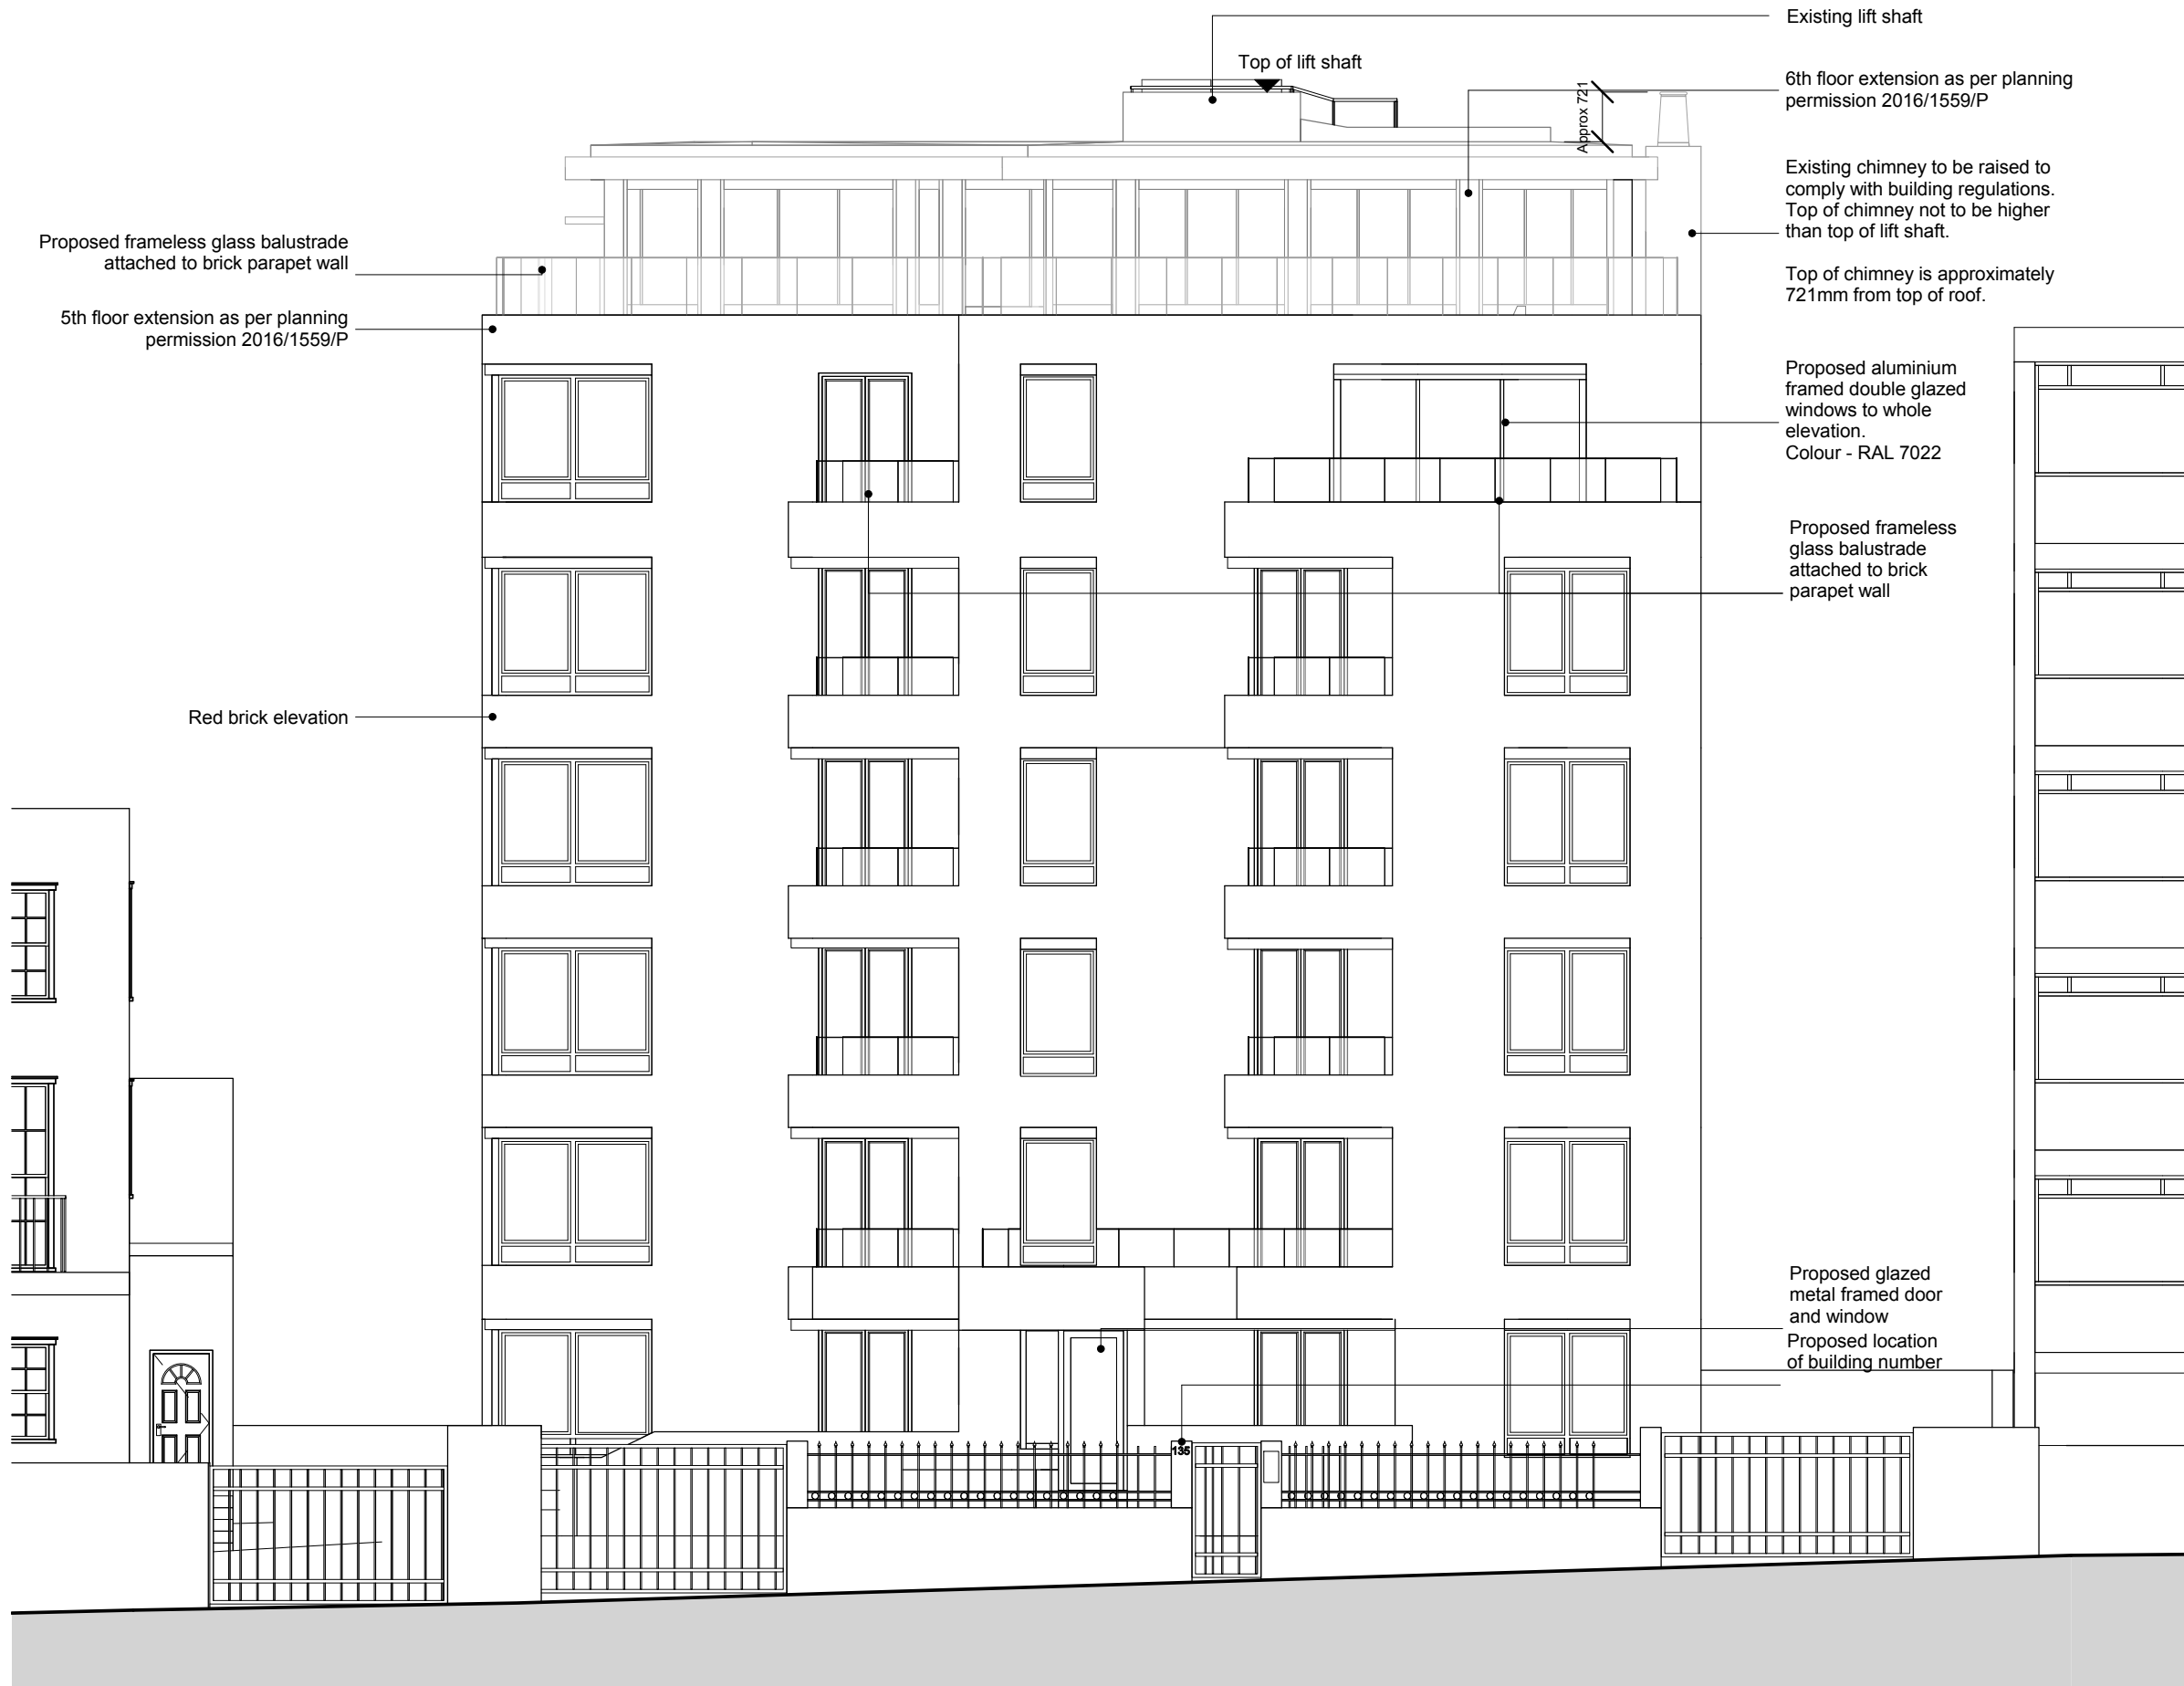 Existing lift shaft
Top of lift shaft
6th floor extension as per planning
permission 2016/1559/P
Approx 721
Existing chimney to be raised to
comply with building regulations.
Top of chimney not to be higher
than top of lift shaft.
Top of chimney is approximately
721mm from top of roof.
Proposed frameless glass balustrade
attached to brick parapet wall
5th floor extension as per planning
permission 2016/1559/P
Proposed aluminium
framed double glazed
windows to whole
elevation.
Colour - RAL 7022
Proposed frameless
glass balustrade
attached to brick
parapet wall
Red brick elevation
Proposed glazed
metal framed door
and window
Proposed location
of building number
135